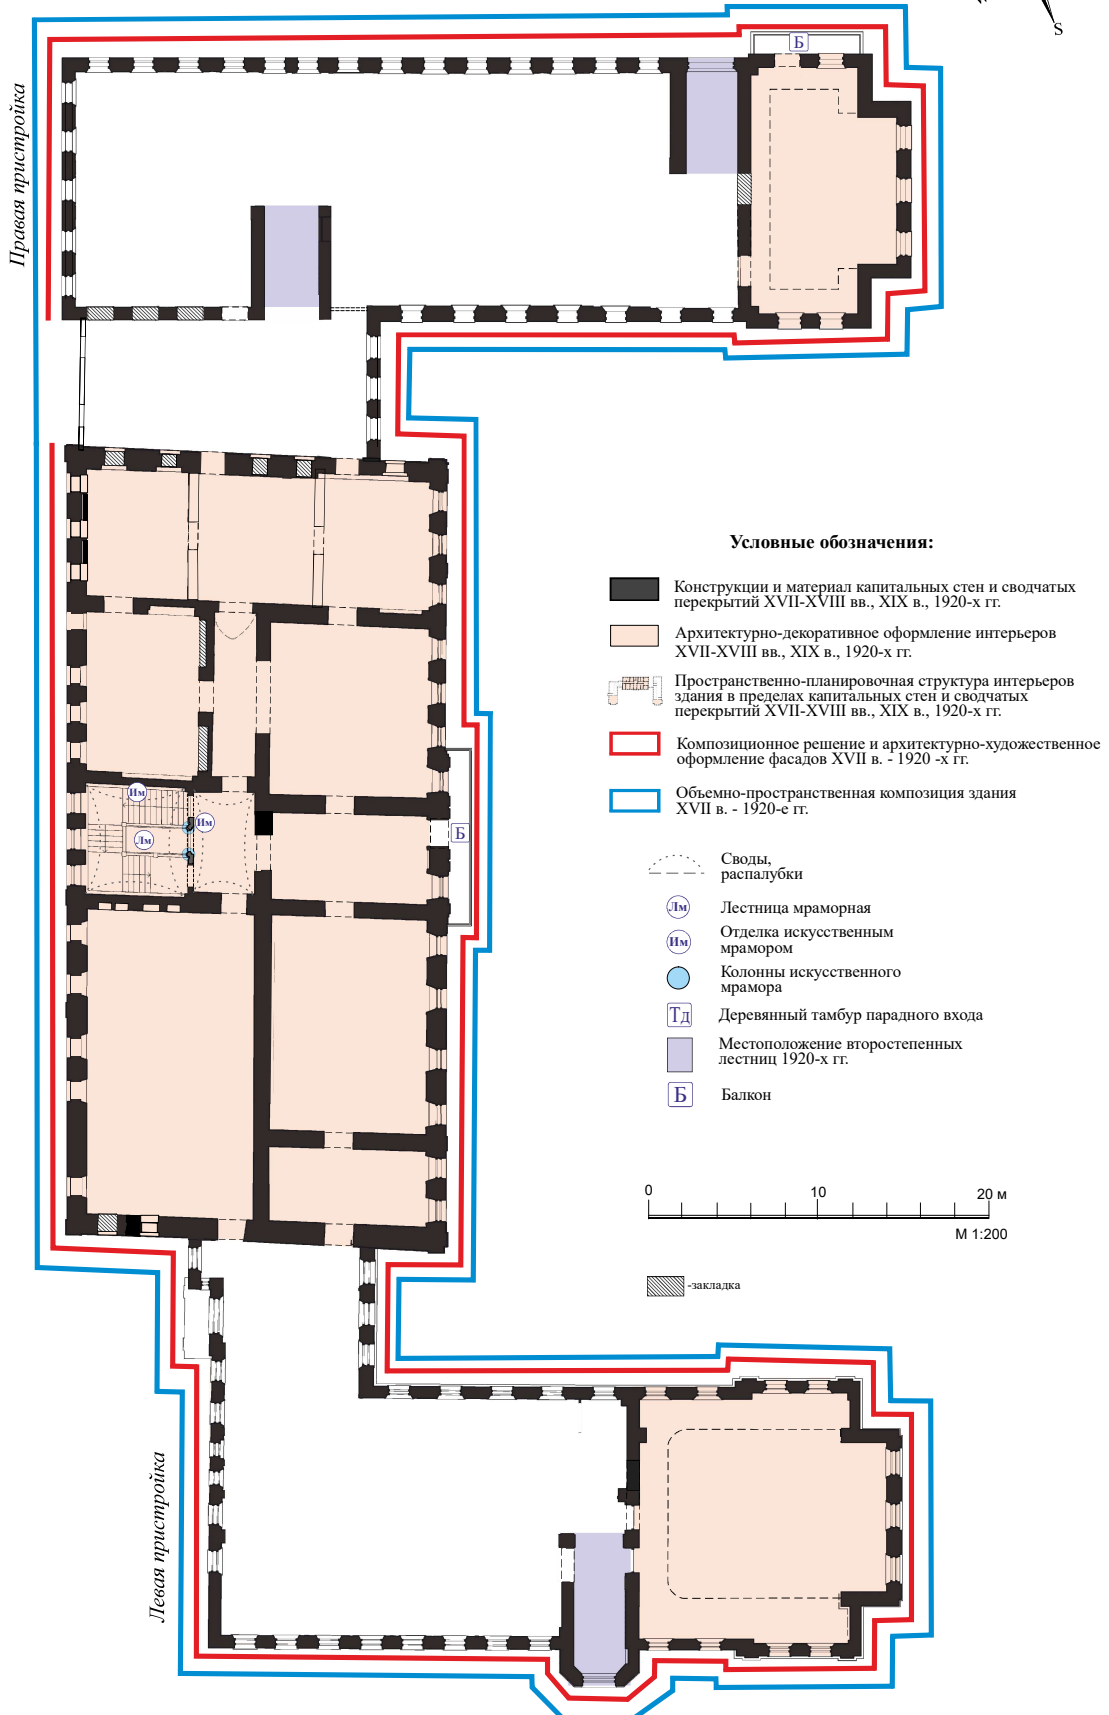 S
Б
Правая пристройка
Условные обозначения:
Конструкции и материал капитальных стен и сводчатых
перекрытий XVII-XVIII вв., XIX в., 1920-х гг.
Архитектурно-декоративное оформление интерьеров
XVII-XVIII вв., XIX в., 1920-х гг.
Пространственно-планировочная структура интерьеров
здания в пределах капитальных стен и сводчатых
перекрытий XVII-XVIII вв., XIX в., 1920-х гг.
Композиционное решение и архитектурно-художественное
оформление фасадов XVII в. - 1920 -х гг.
Объемно-пространственная композиция здания
XVII в. - 1920-е гг.
Им
Им
Лм
Б
Своды,
распалубки
Лм Лестница мраморная
Им Отделка искусственным
мрамором
Колонны искусственного
мрамора
Тд Деревянный тамбур парадного входа
Местоположение второстепенных
лестниц 1920-х гг.
Б Балкон
0 10 20 м
М 1:200
-закладка
Левая пристройка